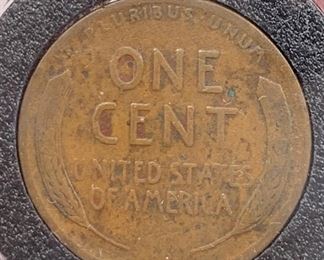 E PLURIBUS UNUM
ONE
CENT
UNITED STATES
OF AMERICA